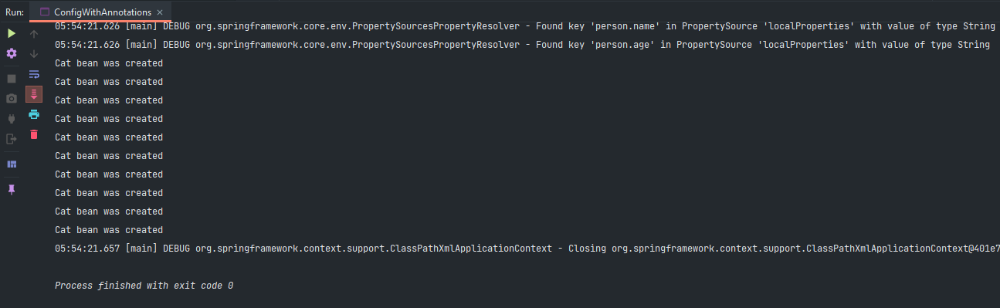 Run: ConfigWithAnnotations ×
05:54:21.626 [main] DEBUG org.springframework.core.env.PropertySourcesPropertyResolver - Found key 'person.name' in PropertySource 'localProperties' with value of type String
05:54:21.626 [main] DEBUG org.springframework.core.env.PropertySourcesPropertyResolver - Found key 'person.age' in PropertySource 'localProperties' with value of type String
Cat bean was created
Cat bean was created
Cat bean was created
Cat bean was created
Cat bean was created
Cat bean was created
Cat bean was created
Cat bean was created
Cat bean was created
Cat bean was created
05:54:21.657 [main] DEBUG org.springframework.context.support.ClassPathXmlApplicationContext - Closing org.springframework.context.support.ClassPathXmlApplicationContext@401e7
Process finished with exit code 0